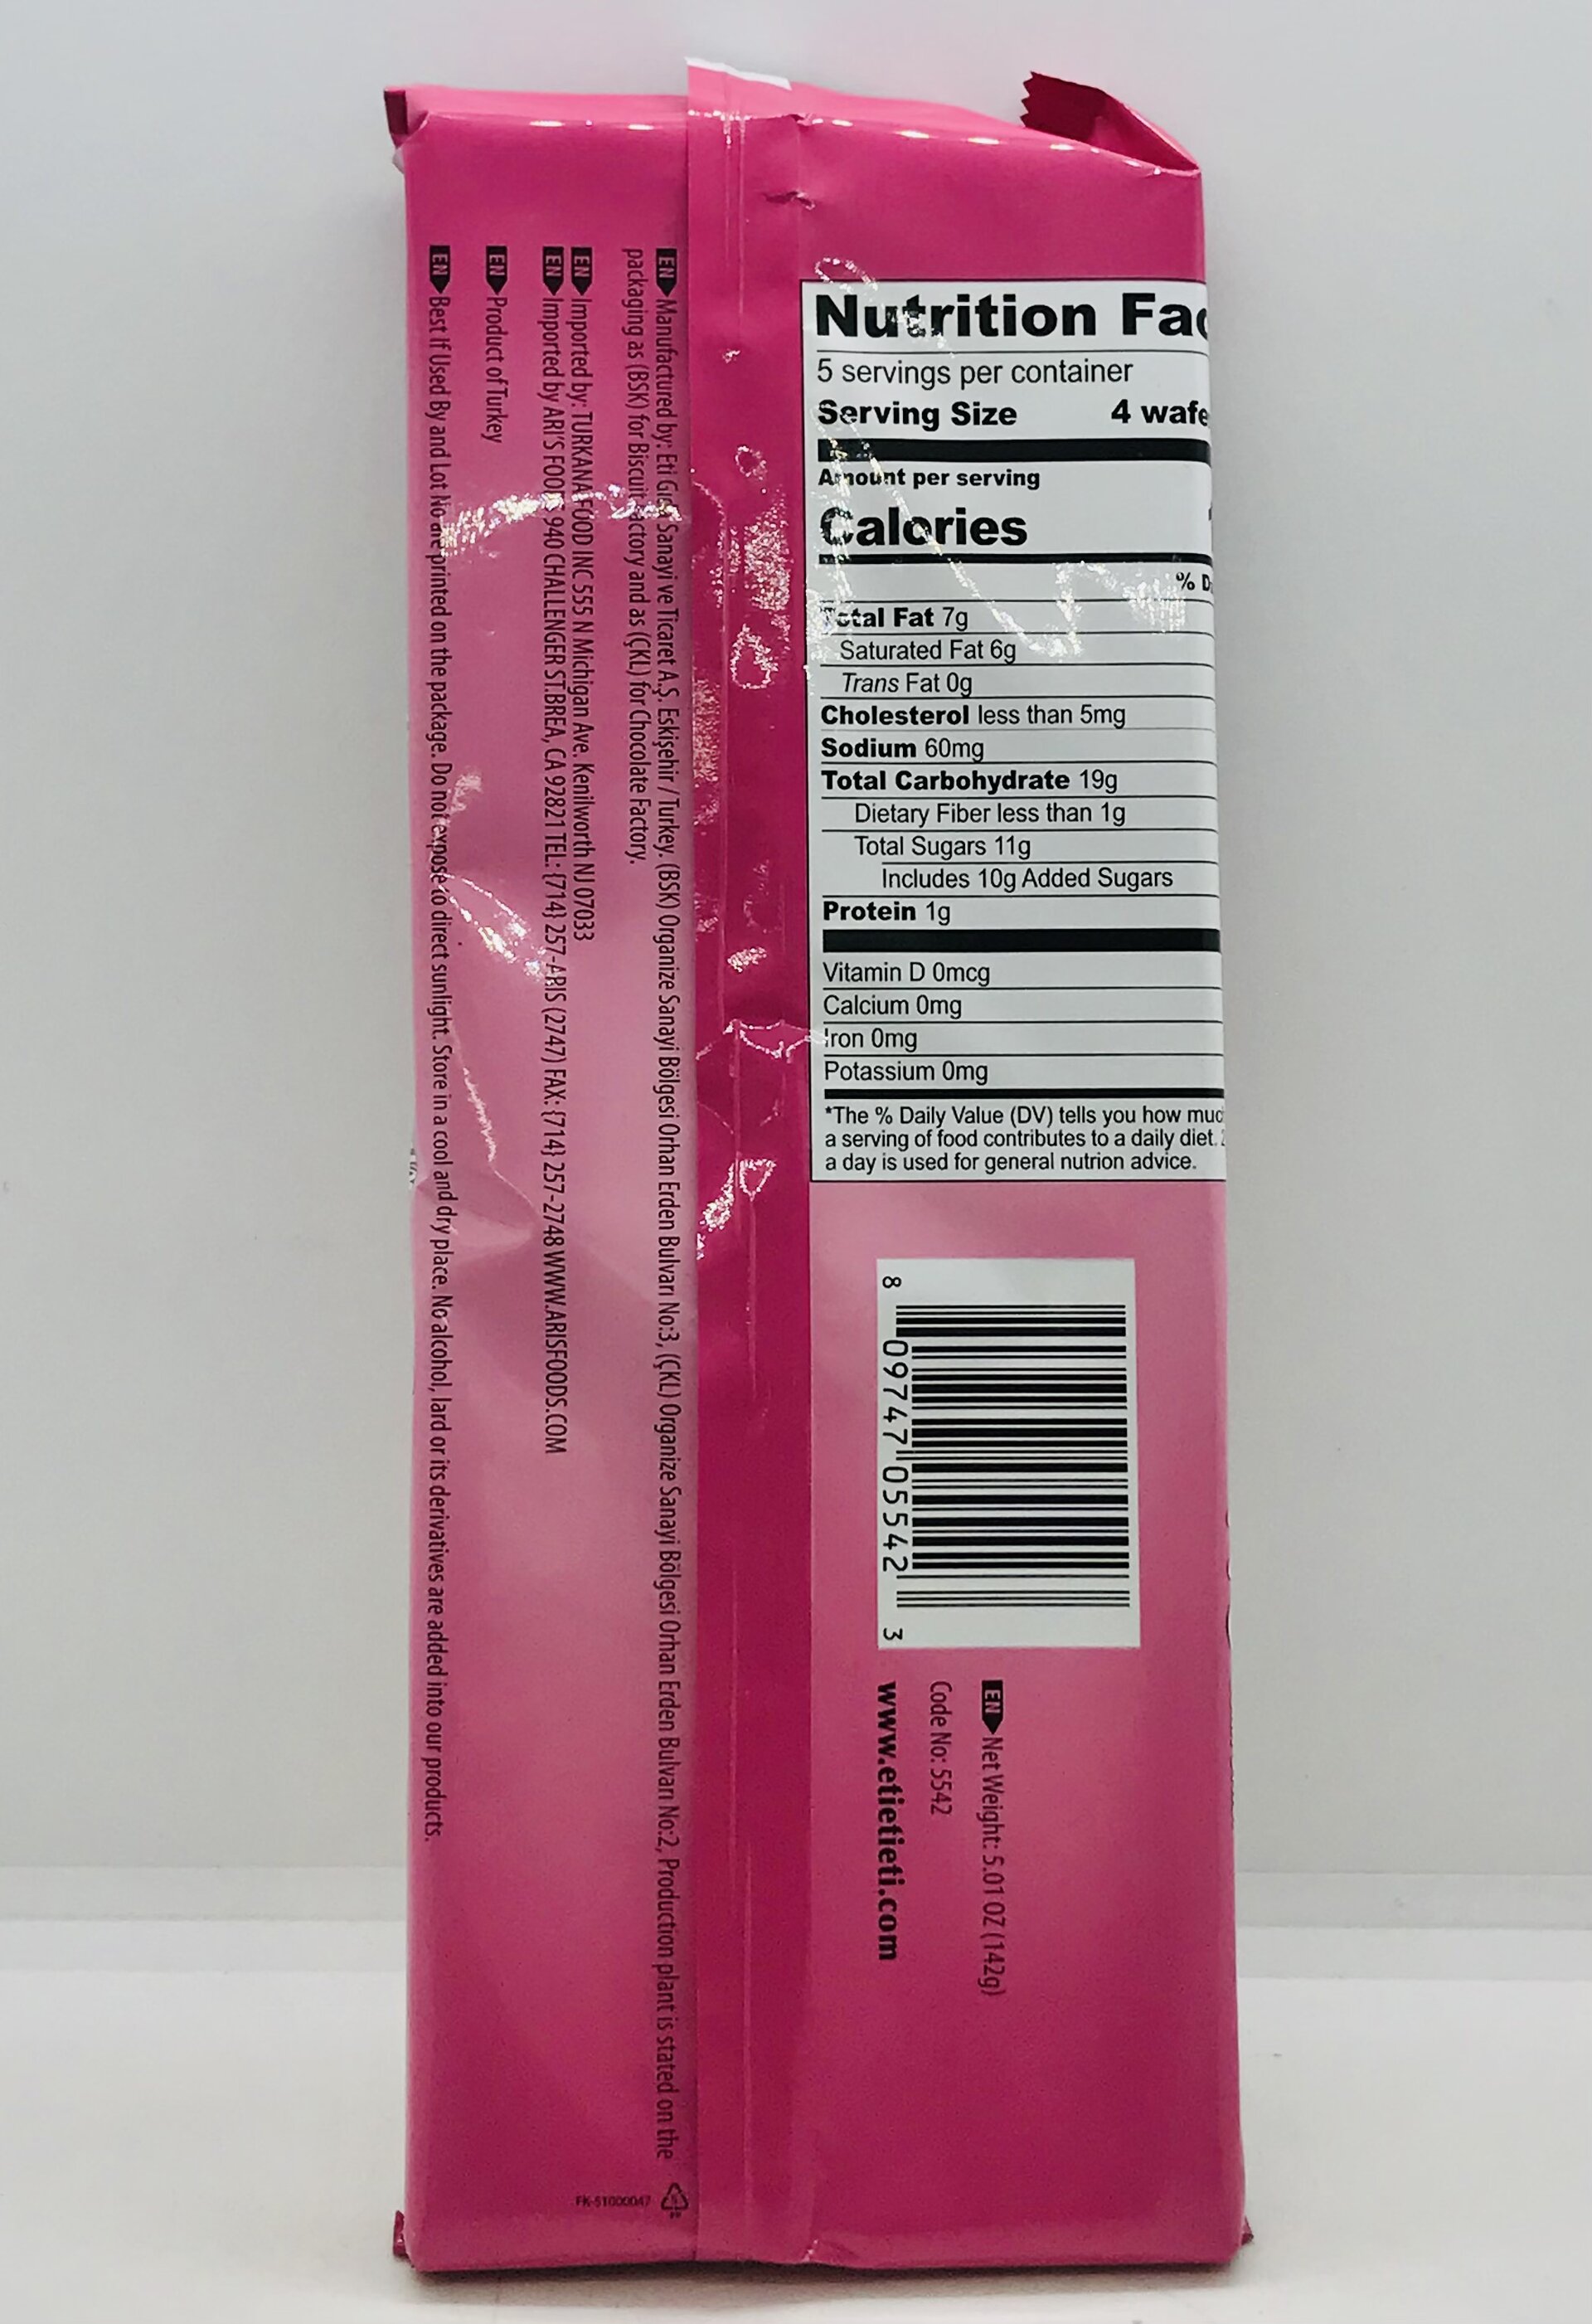 Nutrition
5 servings per container
Serving Size 4
Amount per serving
Calories
%
Total Fat 7g
Saturated Fat 6g
Trans Fat 0g
Cholesterol less than 5mg
Sodium 60mg
Total Carbohydrate 19g
Dietary Fiber less than 1g
Total Sugars 11g
Includes 10g Added Sugars
Protein 1g
Vitamin D 0mcg
Calcium 0mg
Iron 0mg
Potassium 0mg
*The % Daily Value (DV) tells you how
a serving of food contributes to a daily diet.
a day is used for general nutrion advice.
8 09747 05542 3
EN Net Weight: 5.01 OZ (142g)
Code No: 5542
www.etietieti.com
EN Manufactured by: Eti Gıda Sanayi ve Ticaret A.Ş. Eskişehir / Turkey. (BSK) Organize Sanayi Bölgesi Orhan Erden Bulvarı No:3, (ÇKL) Organize Sanayi Bölgesi Orhan Erden Bulvarı No:2, Production plant is stated on the
packaging as (BSK) for Biscuit Factory and as (ÇKL) for Chocolate Factory.
EN Imported by: TURKANA FOOD INC 555 N Michigan Ave. Kenilworth NJ 07033
EN Imported by ARI'S FOOD 940 CHALLENGER ST.BREA, CA 92821 TEL: {714} 257-ARIS (2747) FAX: {714} 257-2748 WWW.ARISFOODS.COM
EN Product of Turkey
EN Best If Used By and Lot No are printed on the package. Do not expose to direct sunlight. Store in a cool and dry place. No alcohol, lard or its derivatives are added into our products.
FK-51000047